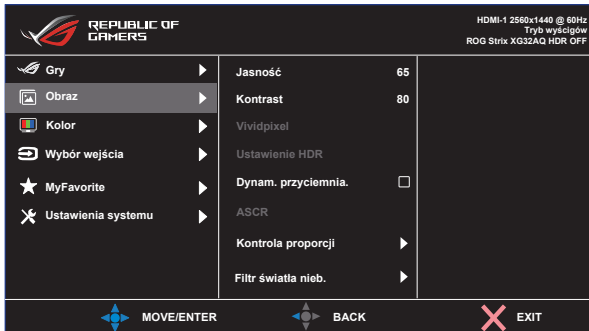 REPUBLIC OF
GAMERS
HDMI-1 2560x1440 @ 60Hz
Tryb wyścigów
ROG Strix XG32AQ HDR OFF
Gry
Obraz
Kolor
Wybór wejścia
MyFavorite
Ustawienia systemu
Jasność 65
Kontrast 80
Vividpixel
Ustawienie HDR
Dynam. przyciemnia.
ASCR
Kontrola proporcji
Filtr światła nieb.
MOVE/ENTER
BACK
EXIT